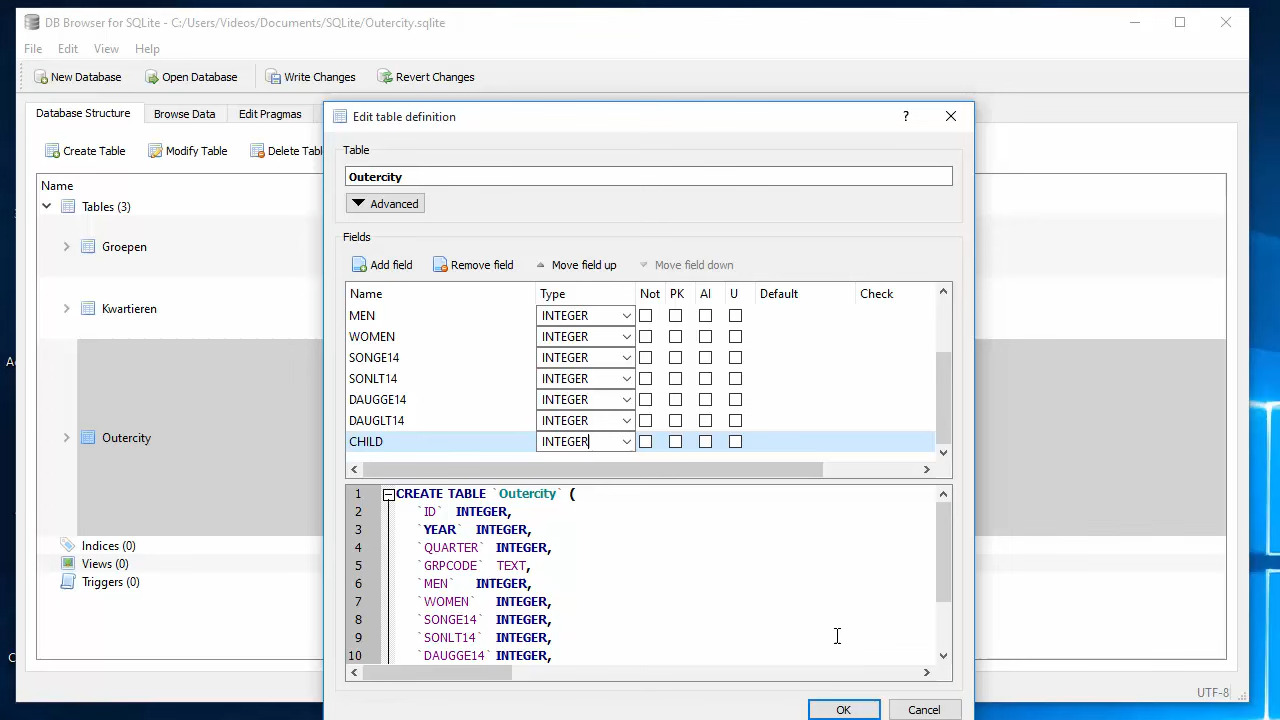 DB Browser for SQLite - C:/Users/Videos/Documents/SQLite/Outercity.sqlite
File Edit View Help
New Database Open Database Write Changes Revert Changes
Database Structure Browse Data Edit Pragmas
Create Table Modify Table Delete Tabl
Name
Tables (3)
Groepen
Kwartieren
Outercity
Indices (0)
Views (0)
Triggers (0)
Edit table definition ?
Table
Outercity
Advanced
Fields
Add field Remove field Move field up Move field down
Name Type Not PK AI U Default Check
MEN INTEGER
WOMEN INTEGER
SONGE14 INTEGER
SONLT14 INTEGER
DAUGGE14 INTEGER
DAUGLT14 INTEGER
CHILD INTEGER
1 CREATE TABLE `Outercity` (
2 `ID` INTEGER,
3 `YEAR` INTEGER,
4 `QUARTER` INTEGER,
5 `GRPCODE` TEXT,
6 `MEN` INTEGER,
7 `WOMEN` INTEGER,
8 `SONGE14` INTEGER,
9 `SONLT14` INTEGER,
10 `DAUGGE14` INTEGER,
OK Cancel
UTF-8